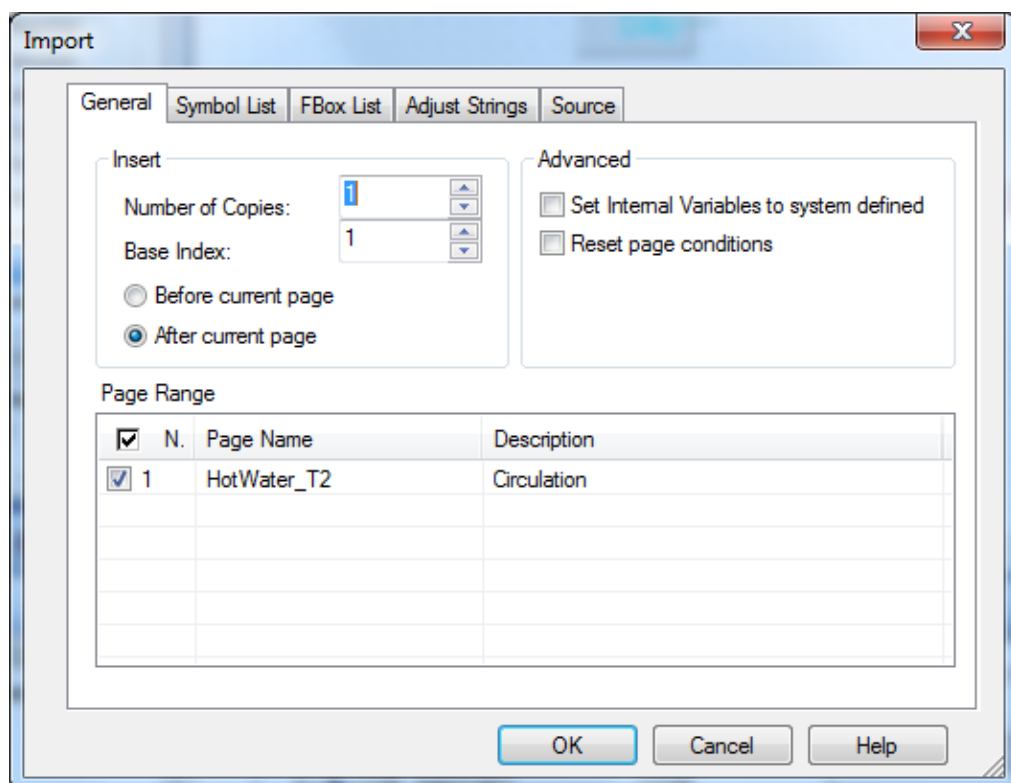 Import
General Symbol List FBox List Adjust Strings Source
Insert
Number of Copies: 1
Base Index: 1
Before current page
After current page
Advanced
Set Internal Variables to system defined
Reset page conditions
Page Range
N. Page Name Description
1 HotWater_T2 Circulation
OK Cancel Help